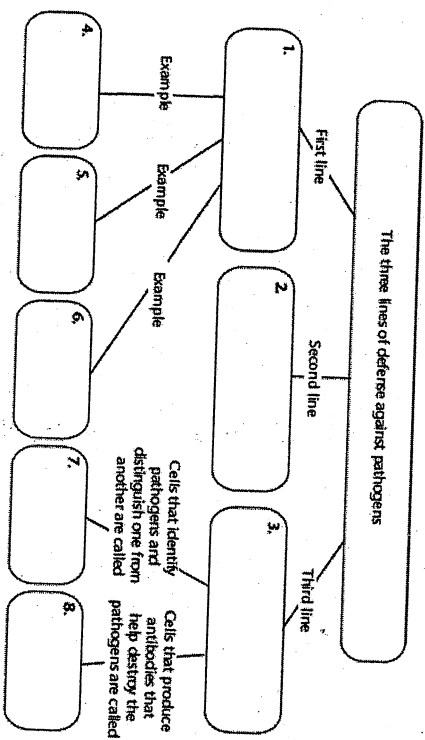 The three lines of defense against pathogens
First line
Second line
Third line
1.
2
3.
Example
Example
Example
Cells that identify
pathogens and
distinguish one from
another are called
Cells that produce
antibodies that
help destroy the
pathogens are called
4.
5.
6.
7.
8.